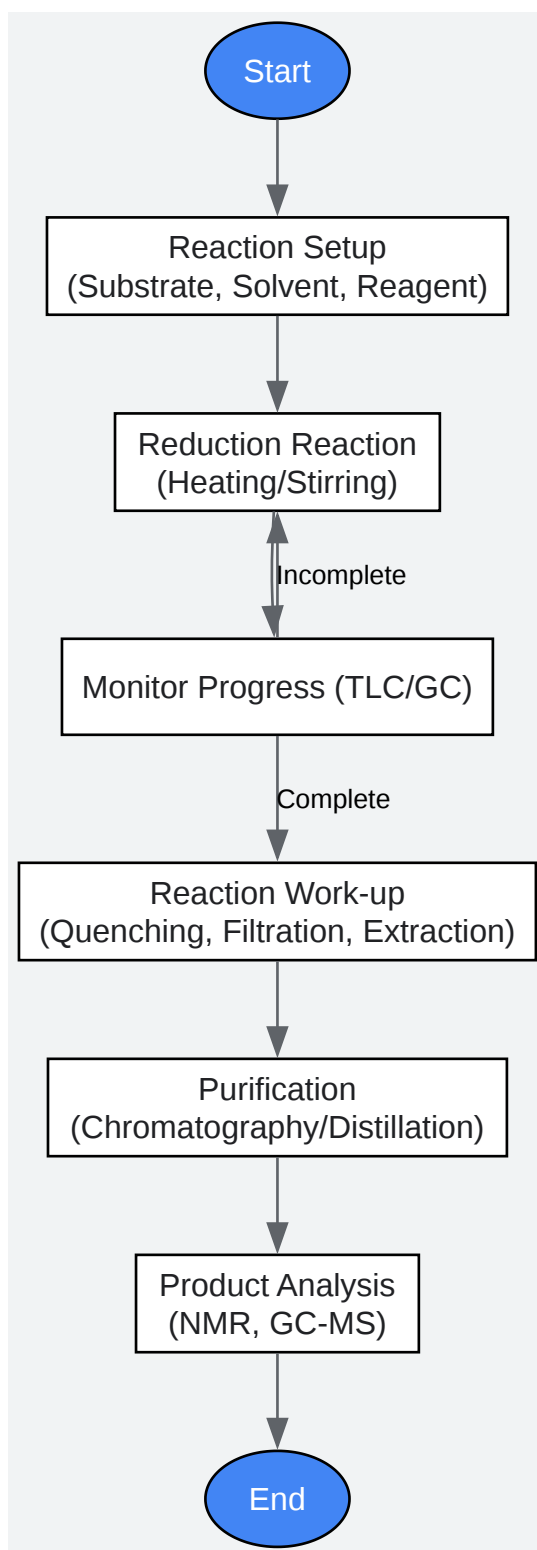 Start
Reaction Setup
(Substrate, Solvent, Reagent)
Reduction Reaction
(Heating/Stirring)
Incomplete
Monitor Progress (TLC/GC)
Complete
Reaction Work-up
(Quenching, Filtration, Extraction)
Purification
(Chromatography/Distillation)
Product Analysis
(NMR, GC-MS)
End